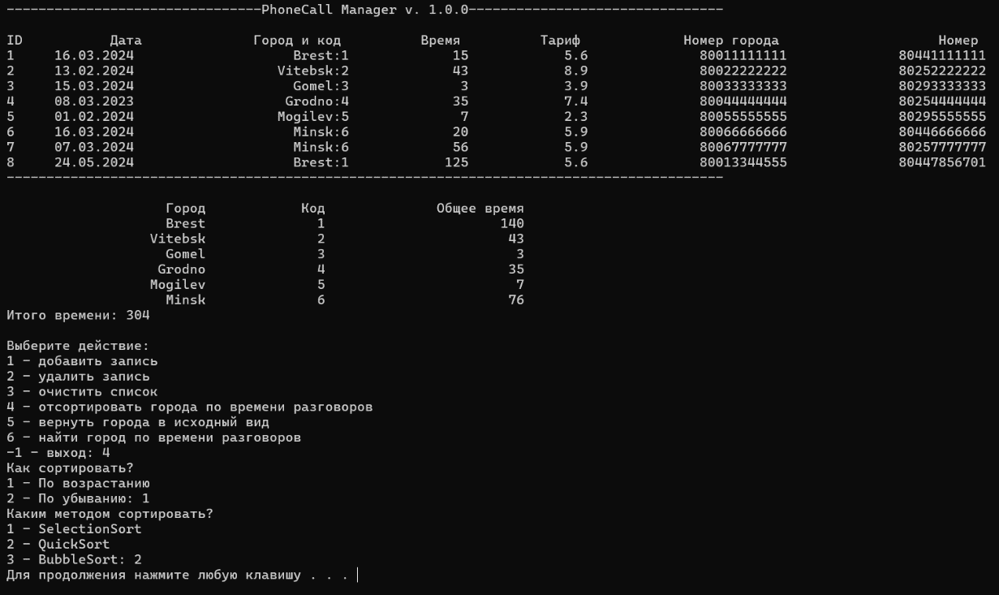 --------------------------------PhoneCall Manager v. 1.0.0--------------------------------
ID Дата Город и код Время Тариф Номер города Номер
1 16.03.2024 Brest:1 15 5.6 80011111111 80441111111
2 13.02.2024 Vitebsk:2 43 8.9 80022222222 80252222222
3 15.03.2024 Gomel:3 3 3.9 80033333333 80293333333
4 08.03.2023 Grodno:4 35 7.4 80044444444 80254444444
5 01.02.2024 Mogilev:5 7 2.3 80055555555 80295555555
6 16.03.2024 Minsk:6 20 5.9 80066666666 80446666666
7 07.03.2024 Minsk:6 56 5.9 80067777777 80257777777
8 24.05.2024 Brest:1 125 5.6 80013344555 80447856701
------------------------------------------------------------------------------------------
Город Код Общее время
Brest 1 140
Vitebsk 2 43
Gomel 3 3
Grodno 4 35
Mogilev 5 7
Minsk 6 76
Итого времени: 304
Выберите действие:
1 - добавить запись
2 - удалить запись
3 - очистить список
4 - отсортировать города по времени разговоров
5 - вернуть города в исходный вид
6 - найти город по времени разговоров
-1 - выход: 4
Как сортировать?
1 - По возрастанию
2 - По убыванию: 1
Каким методом сортировать?
1 - SelectionSort
2 - QuickSort
3 - BubbleSort: 2
Для продолжения нажмите любую клавишу . . .